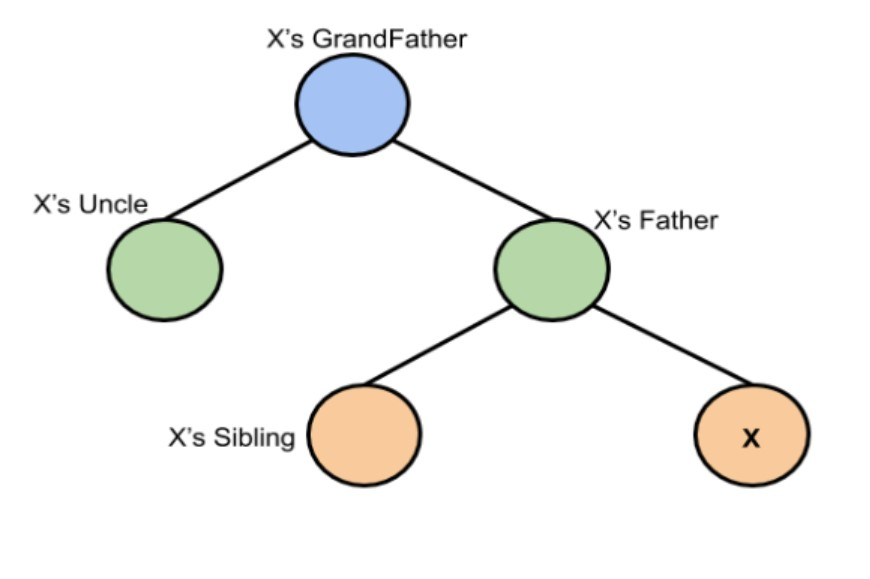 X’s GrandFather
X’s Uncle
X’s Father
X’s Sibling
X